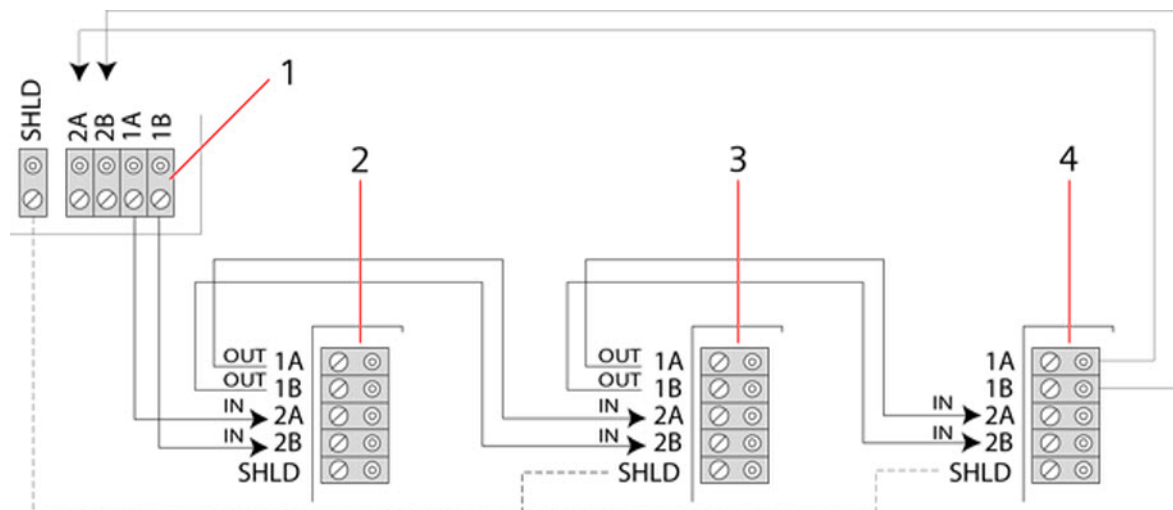 SHLD 2A 2B 1A 1B
1
2
3
4
OUT 1A
OUT 1B
IN 2A
IN 2B
SHLD
OUT 1A
OUT 1B
IN 2A
IN 2B
SHLD
1A
1B
IN 2A
IN 2B
SHLD